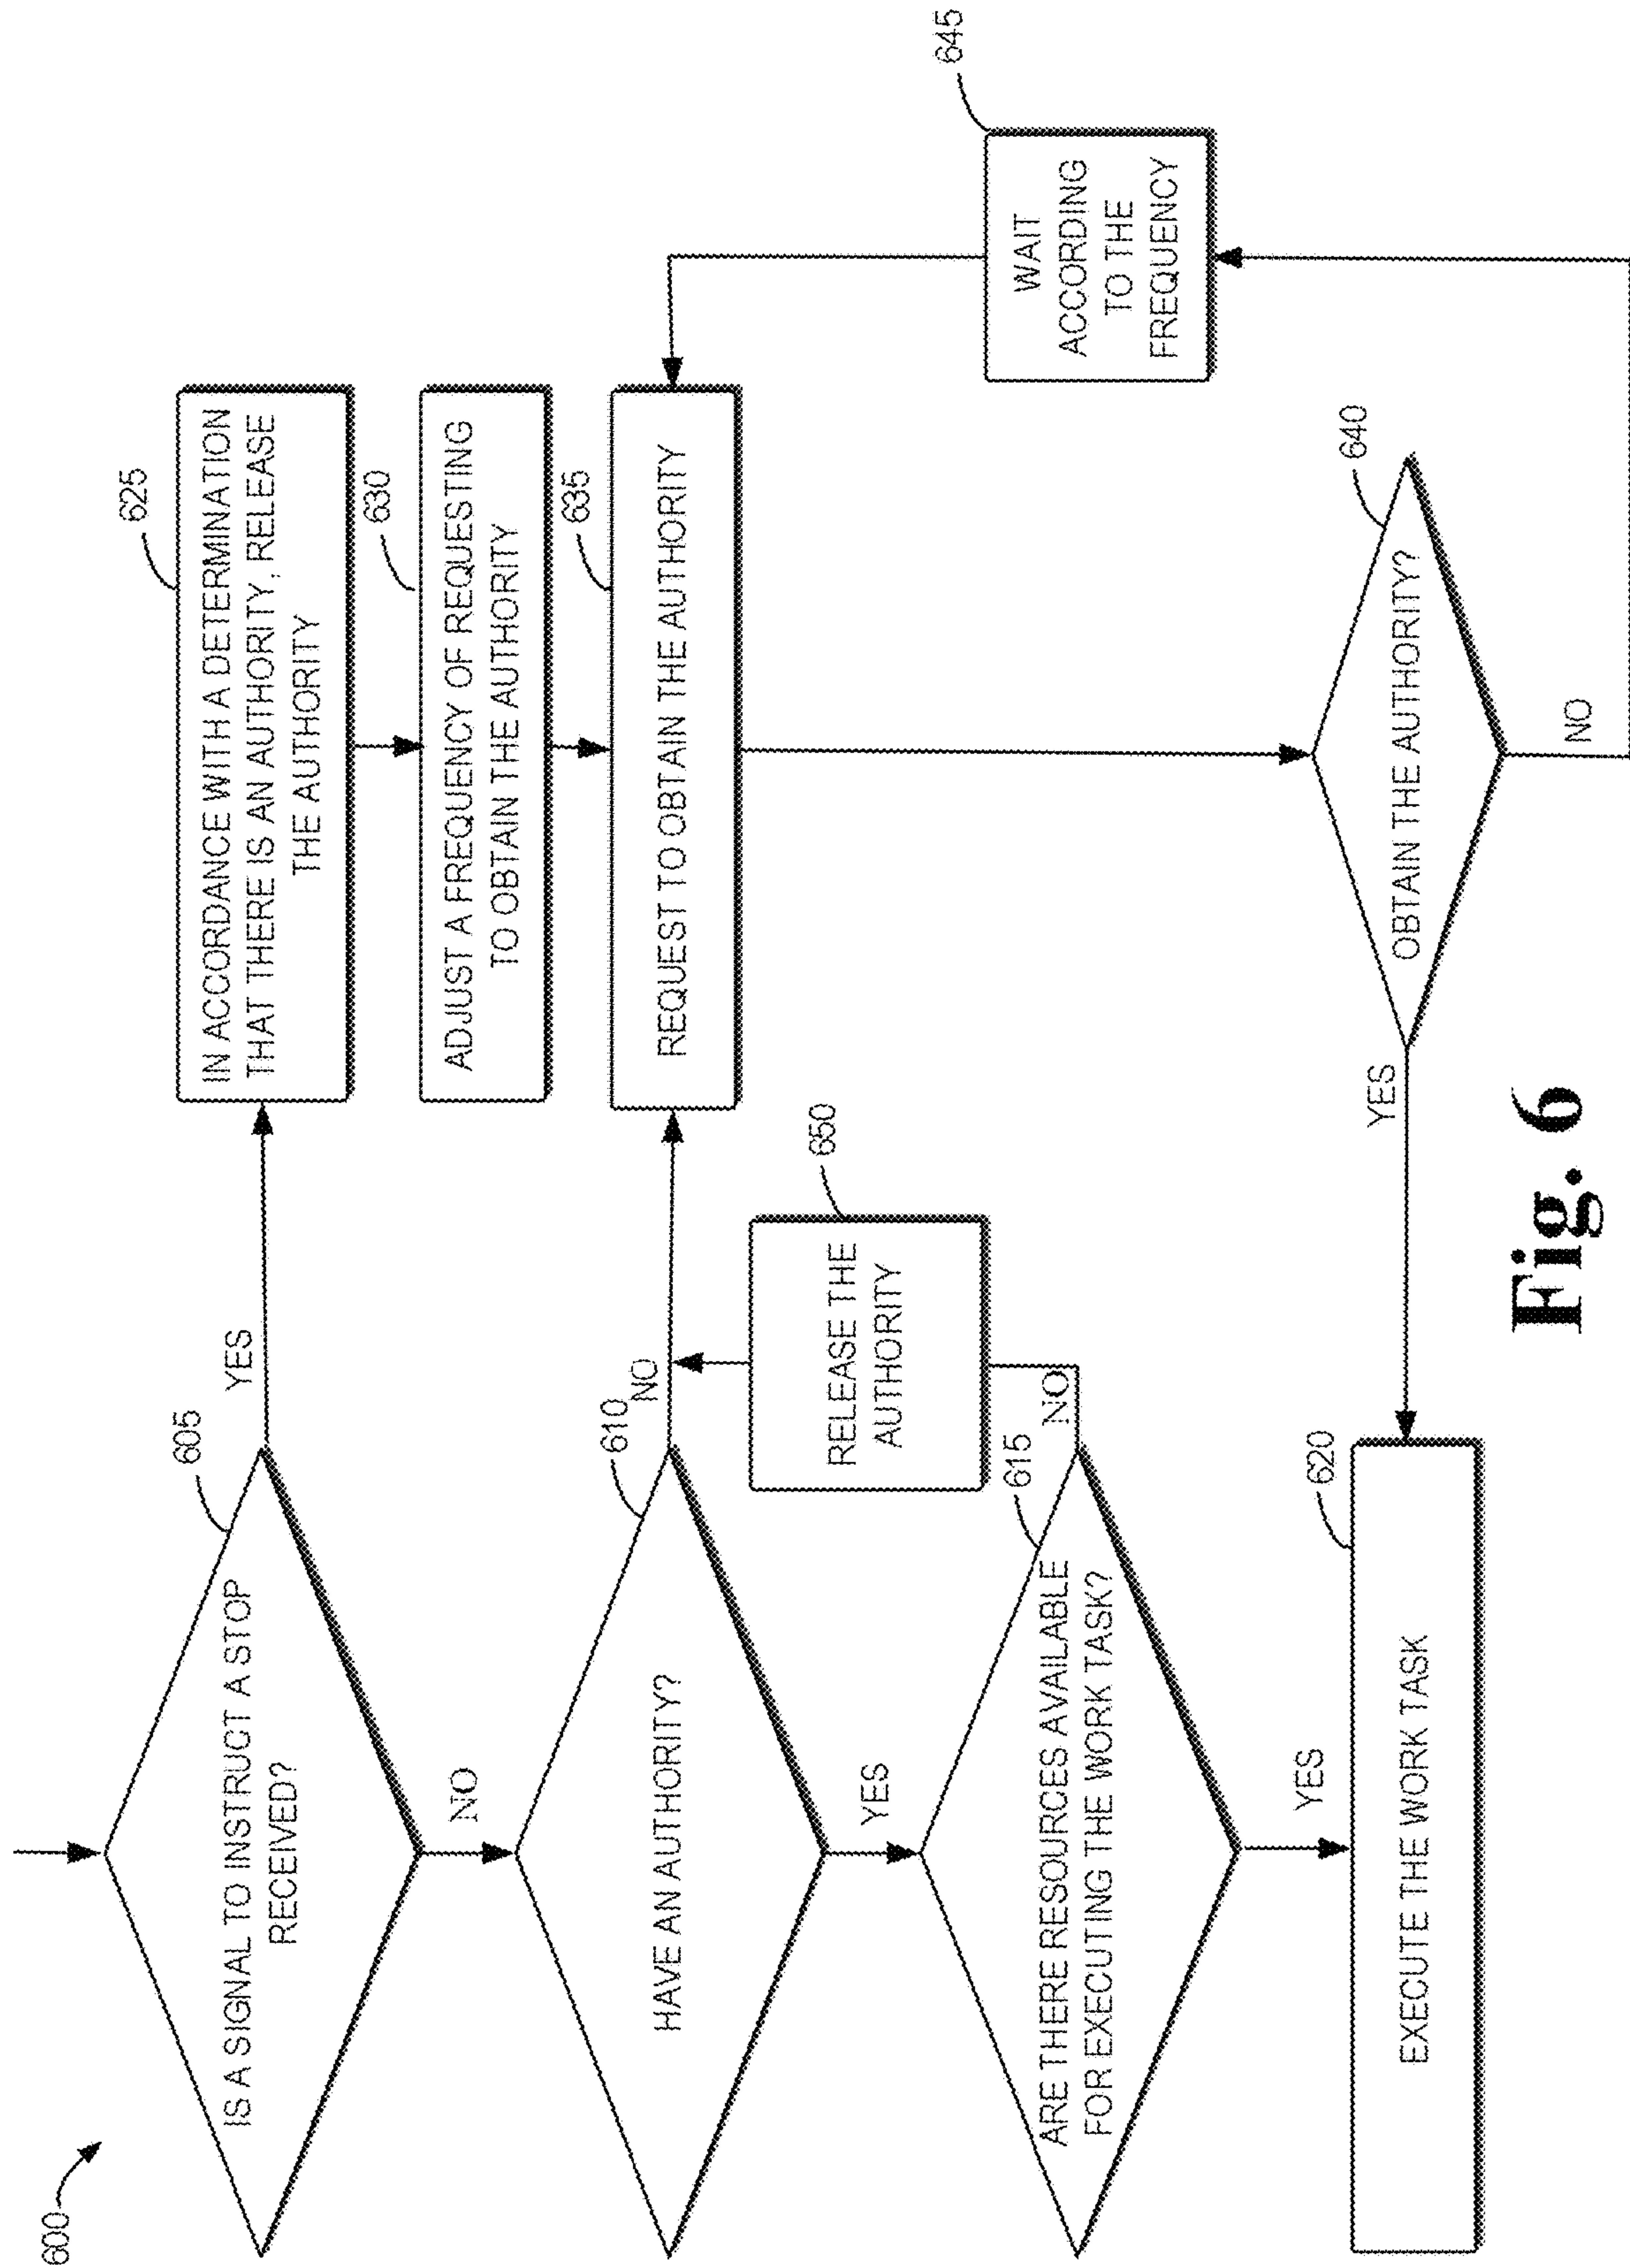 600
605
IS A SIGNAL TO INSTRUCT A STOP
RECEIVED?
YES
625
IN ACCORDANCE WITH A DETERMINATION
THAT THERE IS AN AUTHORITY, RELEASE
THE AUTHORITY
NO
630
ADJUST A FREQUENCY OF REQUESTING
TO OBTAIN THE AUTHORITY
610
HAVE AN AUTHORITY?
NO
635
REQUEST TO OBTAIN THE AUTHORITY
YES
650
RELEASE THE
AUTHORITY
645
WAIT
ACCORDING
TO THE
FREQUENCY
615
ARE THERE RESOURCES AVAILABLE
FOR EXECUTING THE WORK TASK?
NO
YES
620
EXECUTE THE WORK TASK
YES
640
OBTAIN THE AUTHORITY?
NO
Fig. 6